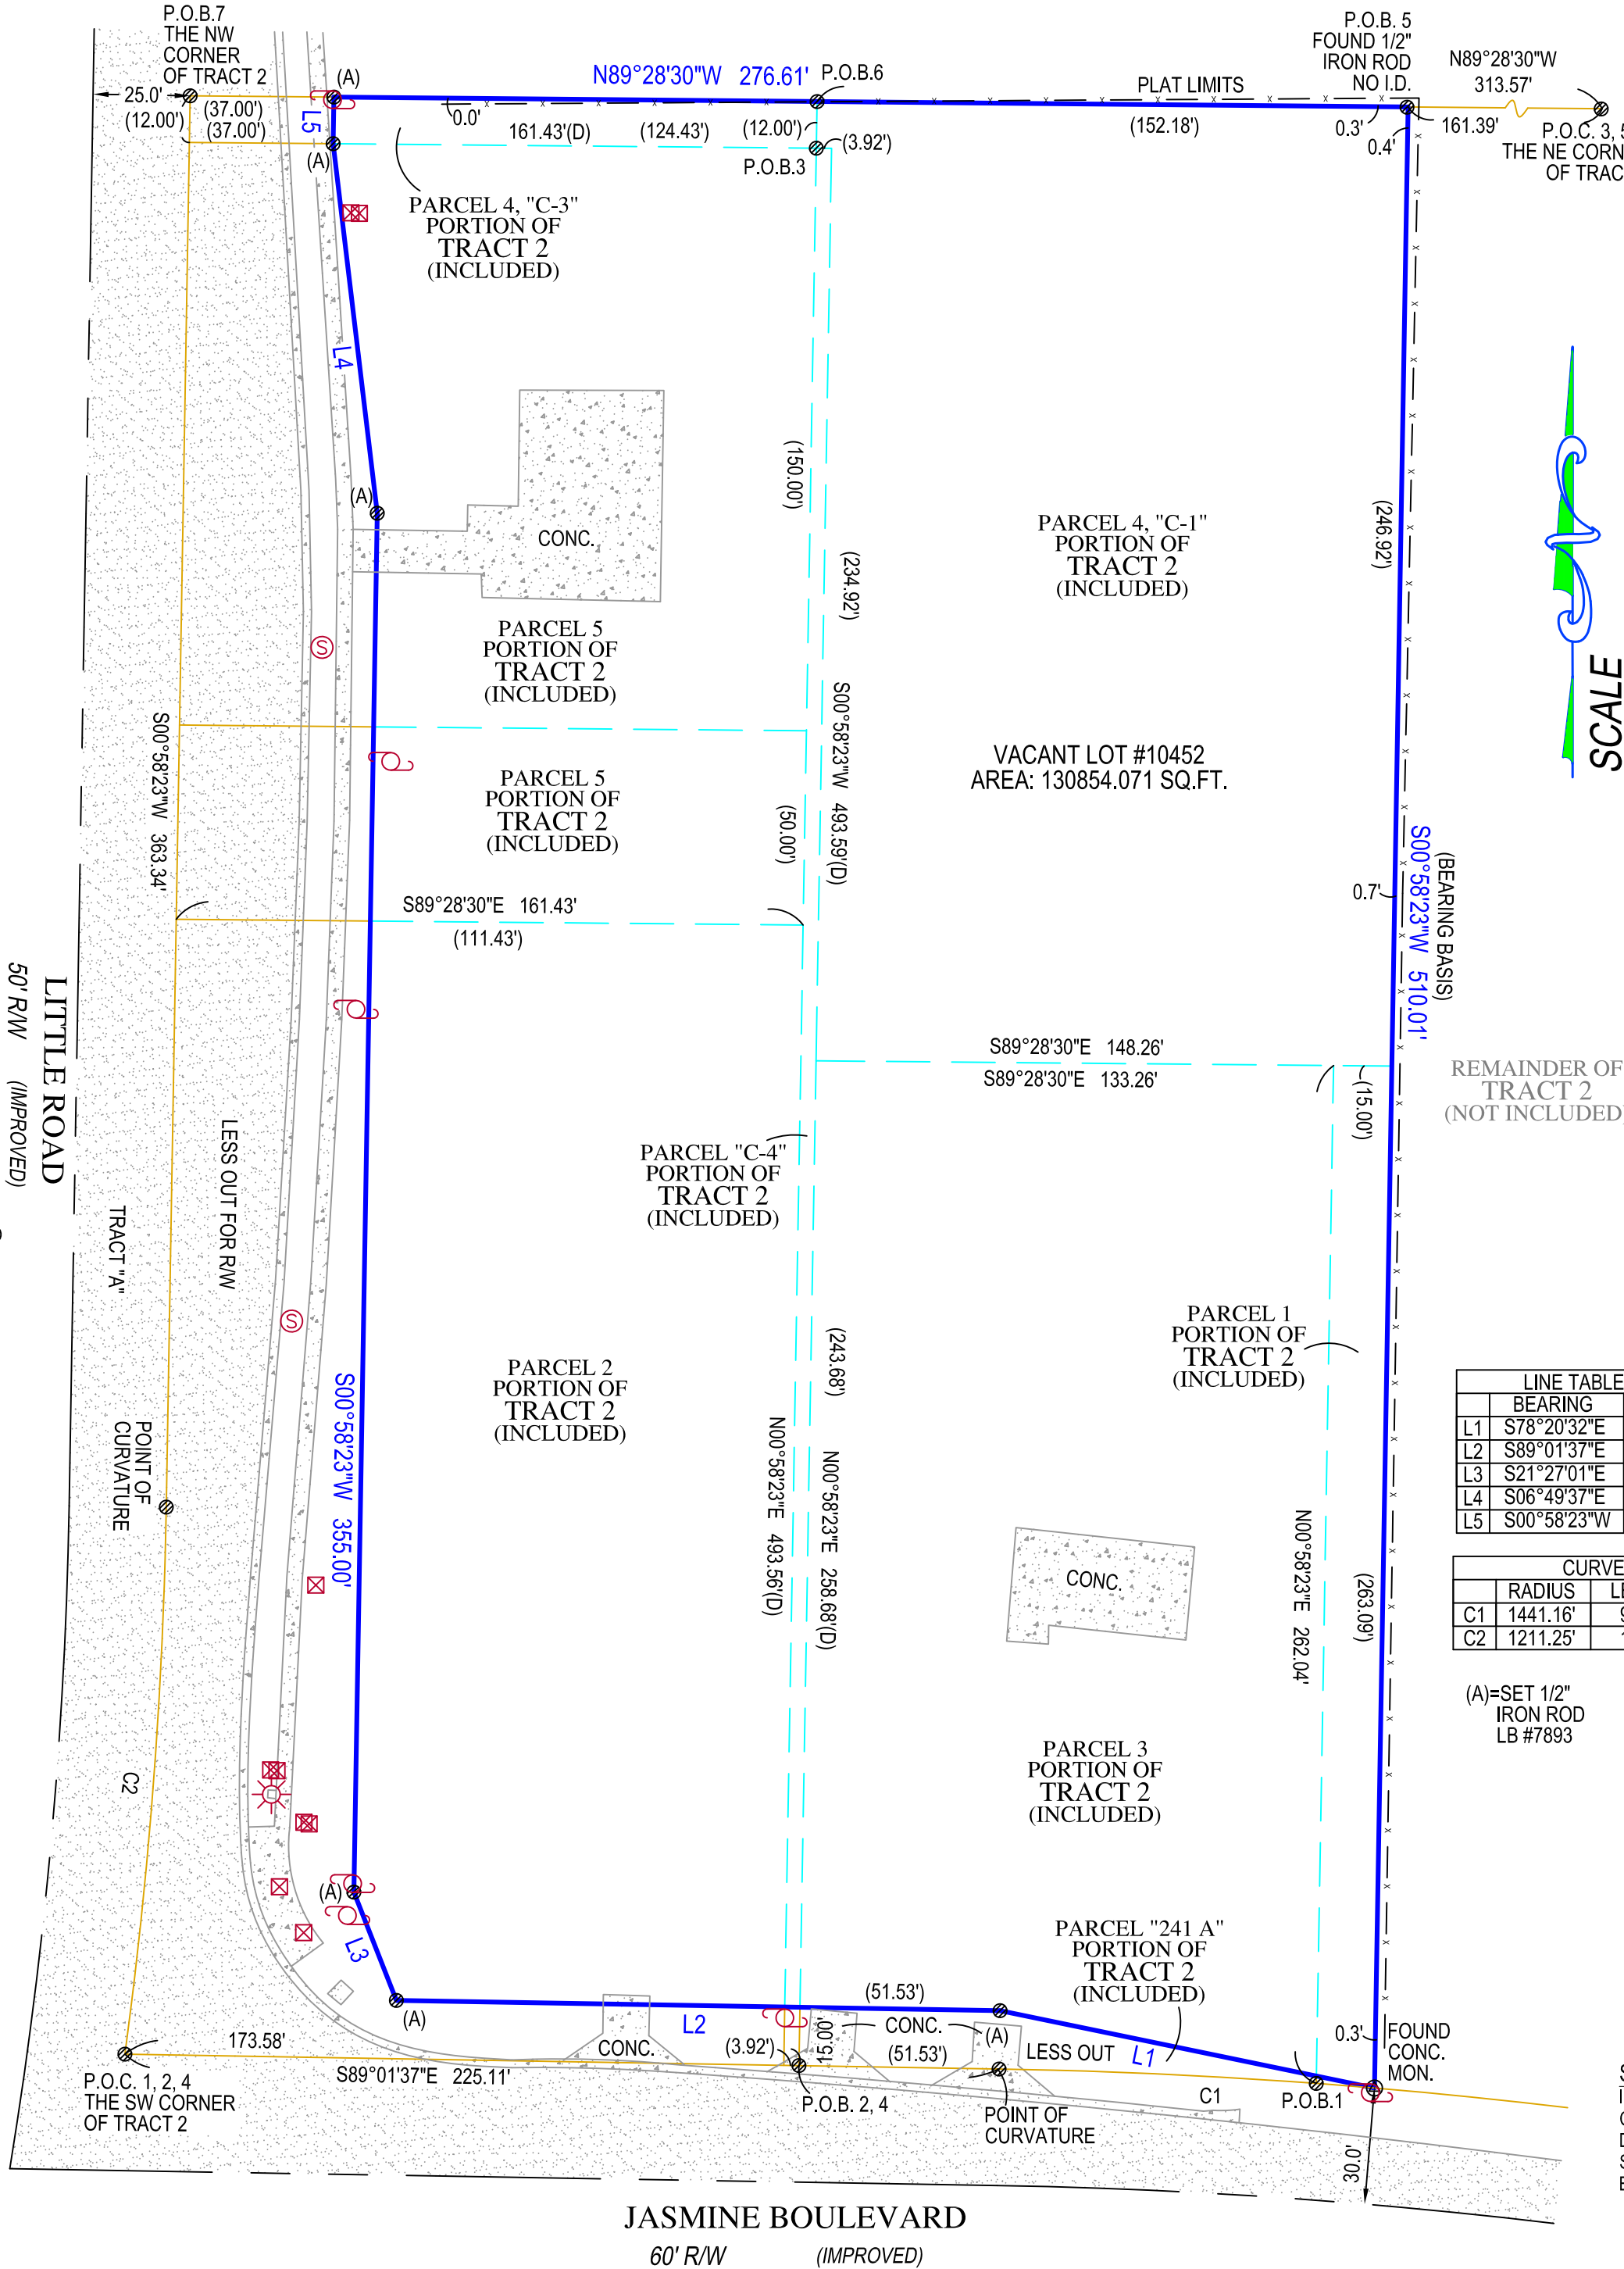 P.O.B.7
THE NW
CORNER
OF TRACT 2
25.0'
(12.00')
(37.00')
(37.00')
(A)
L5
(A)
0.0'
N89°28'30"W 276.61'
P.O.B.6
161.43'(D)
(124.43')
(12.00')
(3.92')
P.O.B.3
PLAT LIMITS
(152.18')
P.O.B. 5
FOUND 1/2"
IRON ROD
NO I.D.
0.3'
0.4'
N89°28'30"W
313.57'
161.39'
P.O.C. 3, 5
THE NE CORN
OF TRAC
PARCEL 4, "C-3"
PORTION OF
TRACT 2
(INCLUDED)
L4
(A)
CONC.
(150.00')
(234.92')
PARCEL 4, "C-1"
PORTION OF
TRACT 2
(INCLUDED)
(246.92')
SCALE
PARCEL 5
PORTION OF
TRACT 2
(INCLUDED)
S00°58'23"W 363.34'
S00°58'23"W 493.59'(D)
VACANT LOT #10452
AREA: 130854.071 SQ.FT.
PARCEL 5
PORTION OF
TRACT 2
(INCLUDED)
(50.00')
(BEARING BASIS)
S00°58'23"W 510.01'
0.7'
S89°28'30"E 161.43'
(111.43')
LITTLE ROAD
50' R/W (IMPROVED)
S89°28'30"E 148.26'
S89°28'30"E 133.26'
(15.00')
REMAINDER OF
TRACT 2
(NOT INCLUDED
LESS OUT FOR R/W
TRACT "A"
PARCEL "C-4"
PORTION OF
TRACT 2
(INCLUDED)
PARCEL 1
PORTION OF
TRACT 2
(INCLUDED)
(243.68')
PARCEL 2
PORTION OF
TRACT 2
(INCLUDED)
S00°58'23"W 355.00'
POINT OF
CURVATURE
N00°58'23"E 493.56'(D)
N00°58'23"E 258.68'(D)
N00°58'23"E 262.04'
(263.09')
LINE TABLE
BEARING
L1 S78°20'32"E
L2 S89°01'37"E
L3 S21°27'01"E
L4 S06°49'37"E
L5 S00°58'23"W
CURVE
RADIUS LE
C1 1441.16' 9
C2 1211.25' 1
CONC.
(A)=SET 1/2"
IRON ROD
LB #7893
PARCEL 3
PORTION OF
TRACT 2
(INCLUDED)
C2
(A)
L3
(A)
PARCEL "241 A"
PORTION OF
TRACT 2
(INCLUDED)
(51.53')
L2
CONC.
(A)
15.00'
(3.92')
(51.53')
CONC.
LESS OUT
L1
0.3'
FOUND
CONC.
MON.
173.58'
S89°01'37"E 225.11'
P.O.C. 1, 2, 4
THE SW CORNER
OF TRACT 2
P.O.B. 2, 4
POINT OF
CURVATURE
C1
P.O.B.1
30.0'
JASMINE BOULEVARD
60' R/W (IMPROVED)